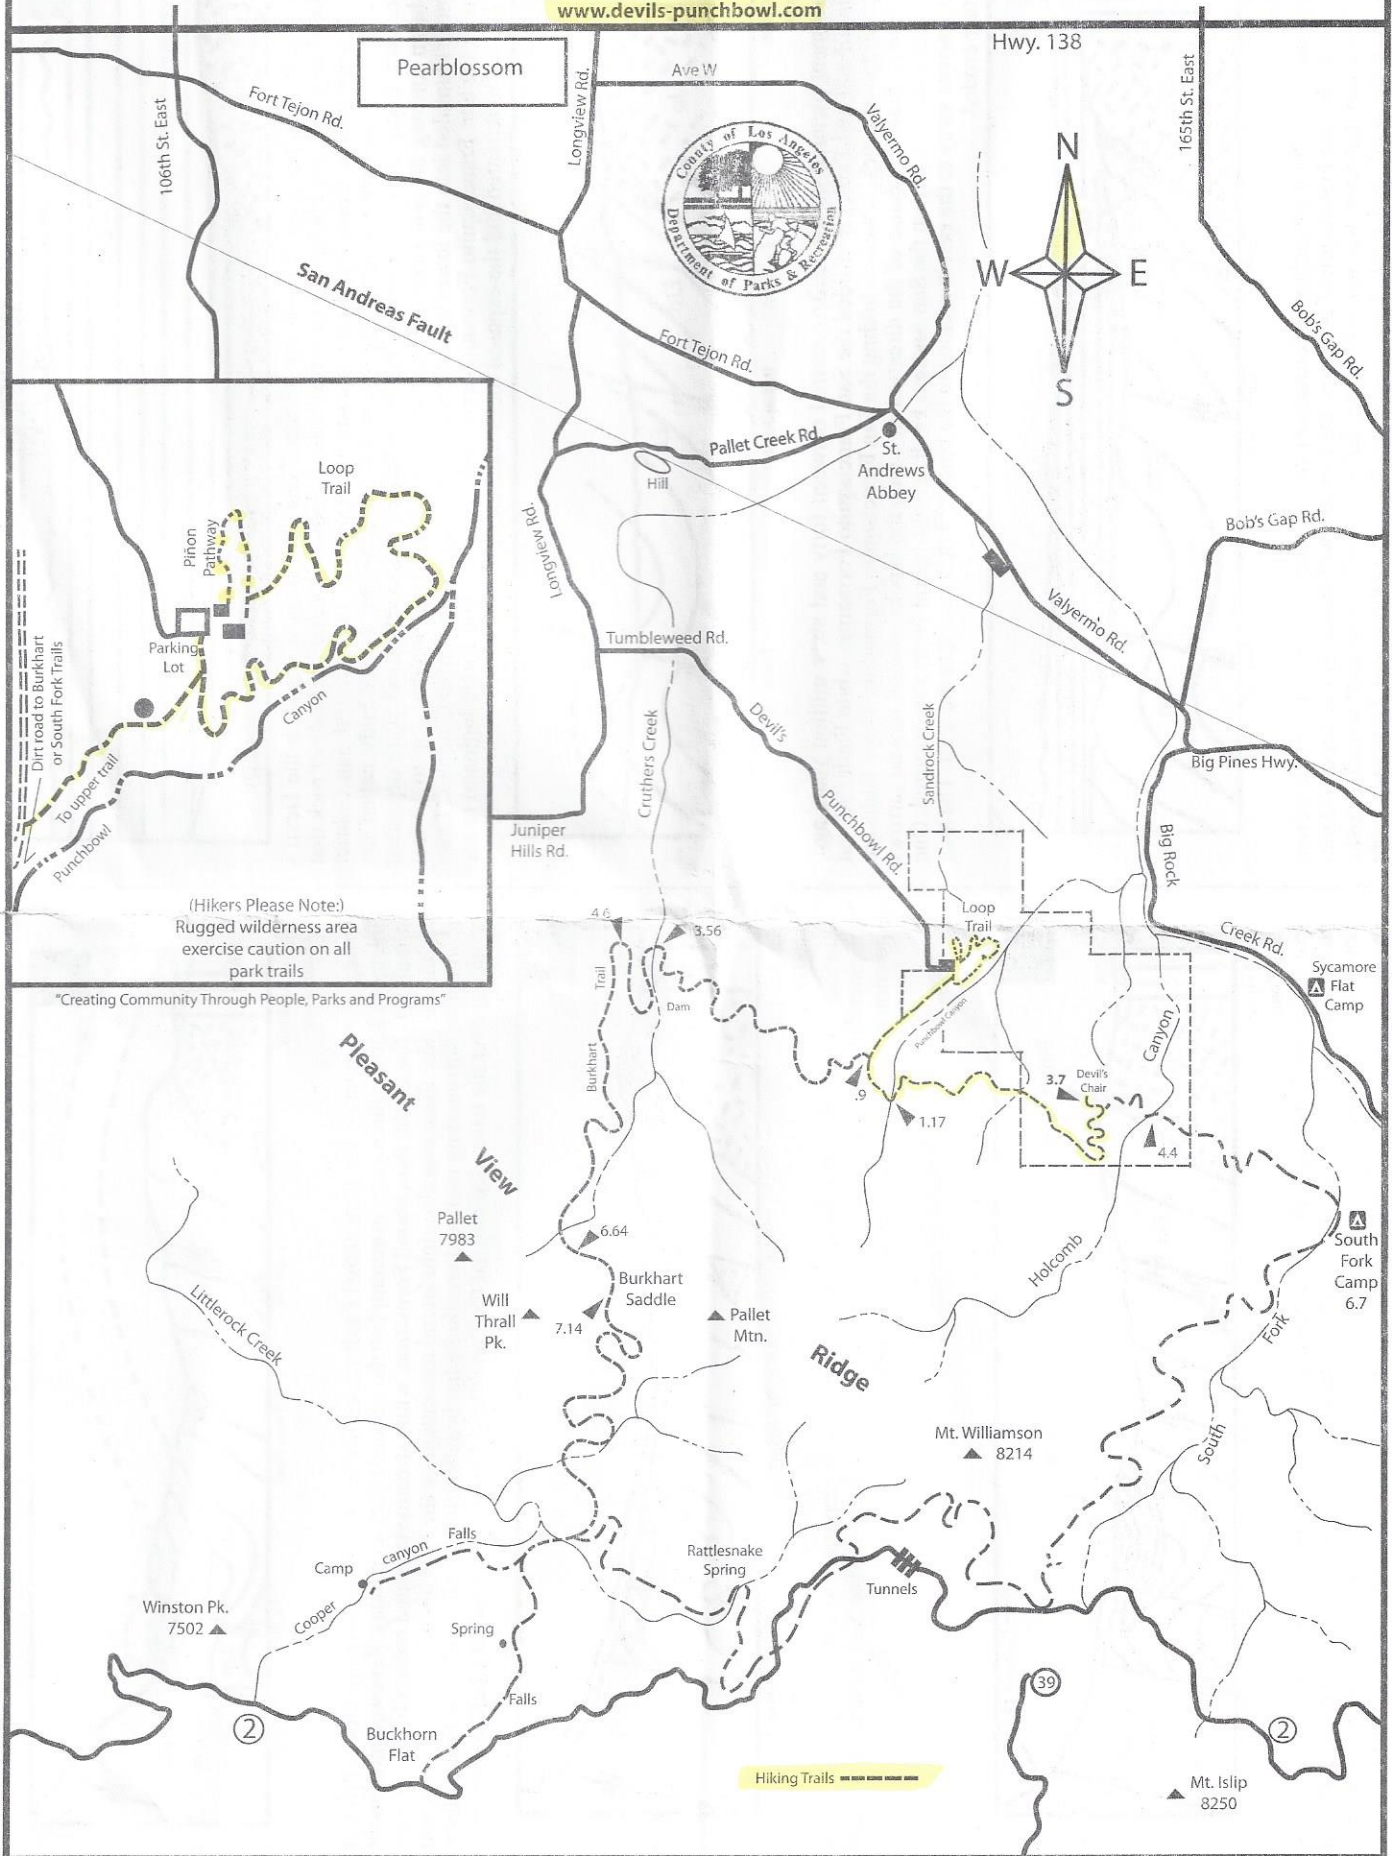 www.devils-punchbowl.com
Hwy. 138
Pearblossom
Ave W
Longview Rd.
Fort Tejon Rd.
106th St. East
Valyermo Rd.
165th St. East
County of Los Angeles
Department of Parks & Recreation
N
W
E
S
San Andreas Fault
Bob's Gap Rd.
Fort Tejon Rd.
Pallet Creek Rd.
St.
Andrews
Abbey
Hill
Loop
Trail
Piñon
Pathway
Longview Rd.
Bob's Gap Rd.
Valyermo Rd.
Tumbleweed Rd.
Parking
Lot
Dirt road to Burkhart
or South Fork Trails
Canyon
To upper trail
Punchbowl
Devil's
Punchbowl Rd.
Cruthers Creek
Sandrock Creek
Big Pines Hwy.
Juniper
Hills Rd.
Big Rock
Creek Rd.
(Hikers Please Note:)
Rugged wilderness area
exercise caution on all
park trails
"Creating Community Through People, Parks and Programs"
4.6
3.56
Loop
Trail
Trail
Burkhart
Dam
Punchbowl Canyon
Canyon
Sycamore
Flat
Camp
Pleasant
View
Ridge
.9
1.17
3.7
Devil's
Chair
4.4
South
Fork
Camp
6.7
Pallet
7983
6.64
Burkhart
Saddle
Will
Thrall
Pk.
7.14
Pallet
Mtn.
Holcomb
Littlerock Creek
Fork
South
Mt. Williamson
8214
Camp
canyon
Falls
Cooper
Rattlesnake
Spring
Tunnels
Winston Pk.
7502
Spring
Falls
2
Buckhorn
Flat
39
2
Hiking Trails
Mt. Islip
8250